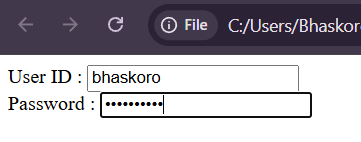 File C:/Users/Bhaskoro
User ID : bhaskoro
Password : ••••••••••